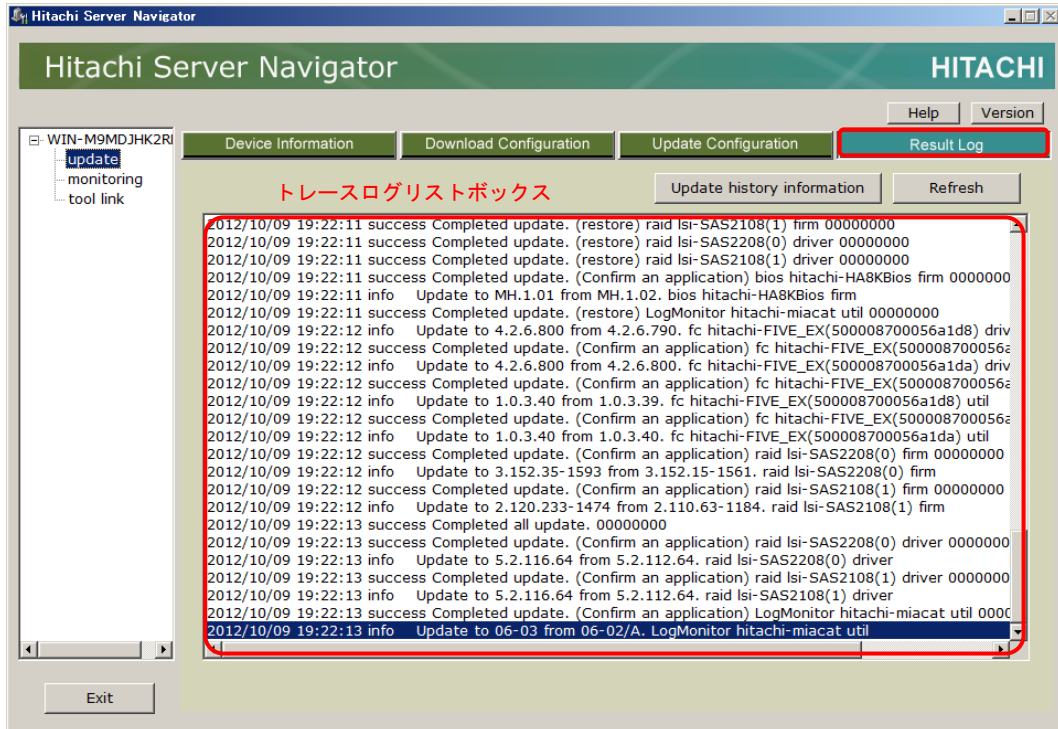 Hitachi Server Navigator
Hitachi Server Navigator
HITACHI
Help
Version
WIN-M9MDJHK2R
update
monitoring
tool link
Device Information
Download Configuration
Update Configuration
Result Log
トレースログリストボックス
Update history information
Refresh
2012/10/09 19:22:11 success Completed update. (restore) raid lsi-SAS2108(1) firm 00000000
2012/10/09 19:22:11 success Completed update. (restore) raid lsi-SAS2208(0) driver 00000000
2012/10/09 19:22:11 success Completed update. (restore) raid lsi-SAS2108(1) driver 00000000
2012/10/09 19:22:11 success Completed update. (Confirm an application) bios hitachi-HA8KBios firm 0000000
2012/10/09 19:22:11 info Update to MH.1.01 from MH.1.02. bios hitachi-HA8KBios firm
2012/10/09 19:22:11 success Completed update. (restore) LogMonitor hitachi-miacat util 00000000
2012/10/09 19:22:12 info Update to 4.2.6.800 from 4.2.6.790. fc hitachi-FIVE_EX(500008700056a1d8) driv
2012/10/09 19:22:12 success Completed update. (Confirm an application) fc hitachi-FIVE_EX(500008700056a
2012/10/09 19:22:12 info Update to 4.2.6.800 from 4.2.6.800. fc hitachi-FIVE_EX(500008700056a1da) driv
2012/10/09 19:22:12 success Completed update. (Confirm an application) fc hitachi-FIVE_EX(500008700056a
2012/10/09 19:22:12 info Update to 1.0.3.40 from 1.0.3.39. fc hitachi-FIVE_EX(500008700056a1d8) util
2012/10/09 19:22:12 success Completed update. (Confirm an application) fc hitachi-FIVE_EX(500008700056a
2012/10/09 19:22:12 info Update to 1.0.3.40 from 1.0.3.40. fc hitachi-FIVE_EX(500008700056a1da) util
2012/10/09 19:22:12 success Completed update. (Confirm an application) raid lsi-SAS2208(0) firm 00000000
2012/10/09 19:22:12 info Update to 3.152.35-1593 from 3.152.15-1561. raid lsi-SAS2208(0) firm
2012/10/09 19:22:12 success Completed update. (Confirm an application) raid lsi-SAS2108(1) firm 00000000
2012/10/09 19:22:12 info Update to 2.120.233-1474 from 2.110.63-1184. raid lsi-SAS2108(1) firm
2012/10/09 19:22:13 success Completed all update. 00000000
2012/10/09 19:22:13 success Completed update. (Confirm an application) raid lsi-SAS2208(0) driver 0000000
2012/10/09 19:22:13 info Update to 5.2.116.64 from 5.2.112.64. raid lsi-SAS2208(0) driver
2012/10/09 19:22:13 success Completed update. (Confirm an application) raid lsi-SAS2108(1) driver 0000000
2012/10/09 19:22:13 info Update to 5.2.116.64 from 5.2.112.64. raid lsi-SAS2108(1) driver
2012/10/09 19:22:13 success Completed update. (Confirm an application) LogMonitor hitachi-miacat util 0000
2012/10/09 19:22:13 info Update to 06-03 from 06-02/A. LogMonitor hitachi-miacat util
Exit